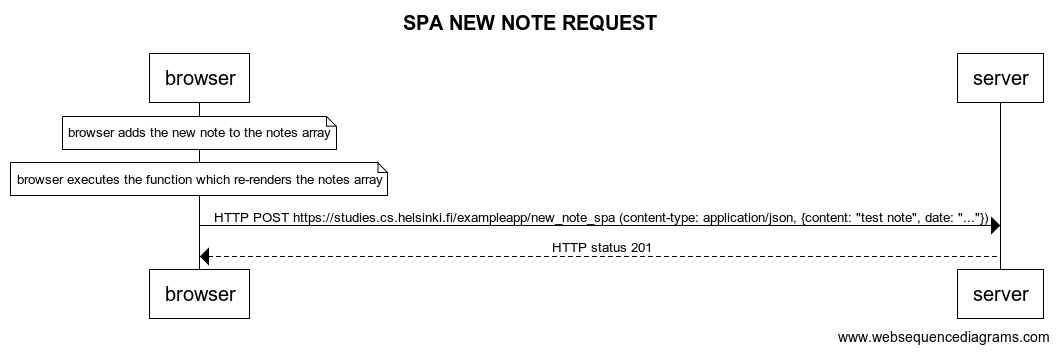 SPA NEW NOTE REQUEST
browser server
browser adds the new note to the notes array
browser executes the function which re-renders the notes array
HTTP POST https://studies.cs.helsinki.fi/exampleapp/new_note_spa (content-type: application/json, {content: "test note", date: "..."})
HTTP status 201
browser server
www.websequencediagrams.com